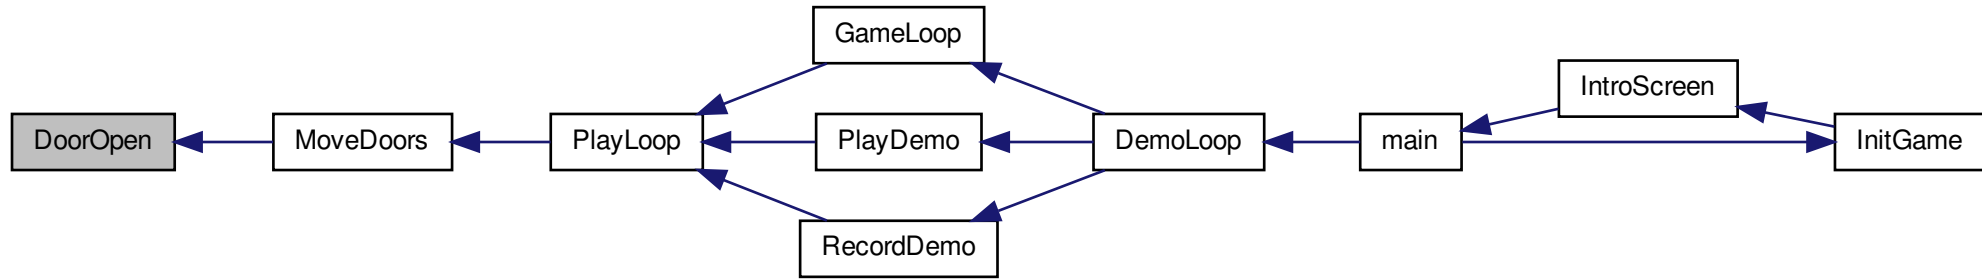 GameLoop
IntroScreen
DoorOpen
MoveDoors
PlayLoop
PlayDemo
DemoLoop
main
InitGame
RecordDemo